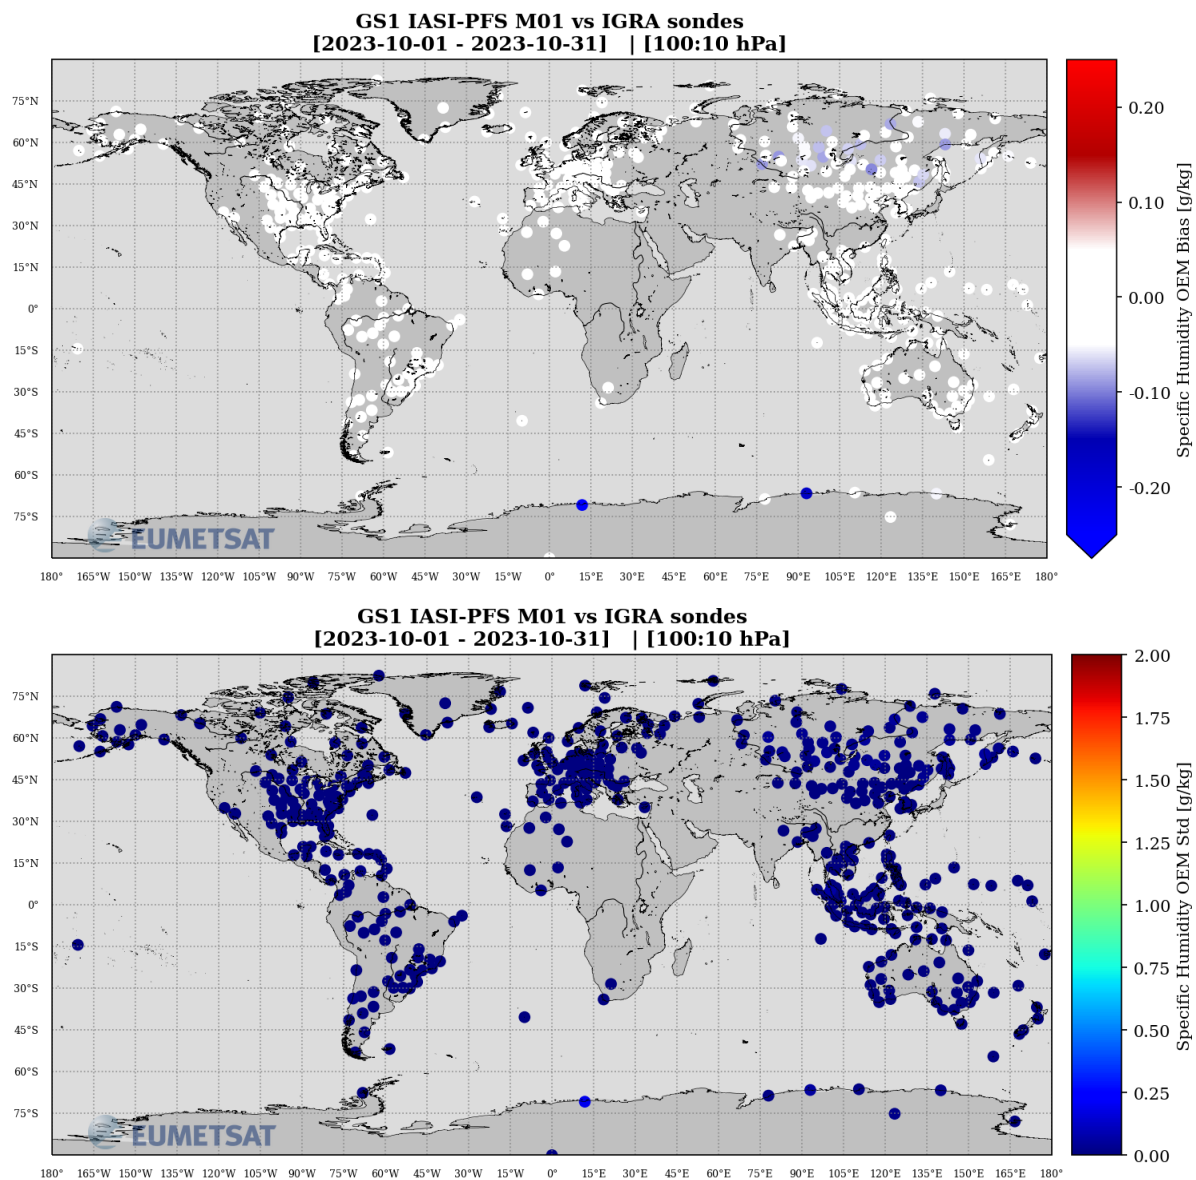 GS1 IASI-PFS M01 vs IGRA sondes
[2023-10-01 - 2023-10-31] | [100:10 hPa]
75°N
60°N
45°N
30°N
15°N
0°
15°S
30°S
45°S
60°S
75°S
EUMETSAT
180° 165°W 150°W 135°W 120°W 105°W 90°W 75°W 60°W 45°W 30°W 15°W 0° 15°E 30°E 45°E 60°E 75°E 90°E 105°E 120°E 135°E 150°E 165°E 180°
0.20
0.10
0.00
-0.10
-0.20
Specific Humidity OEM Bias [g/kg]
GS1 IASI-PFS M01 vs IGRA sondes
[2023-10-01 - 2023-10-31] | [100:10 hPa]
75°N
60°N
45°N
30°N
15°N
0°
15°S
30°S
45°S
60°S
75°S
EUMETSAT
180° 165°W 150°W 135°W 120°W 105°W 90°W 75°W 60°W 45°W 30°W 15°W 0° 15°E 30°E 45°E 60°E 75°E 90°E 105°E 120°E 135°E 150°E 165°E 180°
2.00
1.75
1.50
1.25
1.00
0.75
0.50
0.25
0.00
Specific Humidity OEM Std [g/kg]